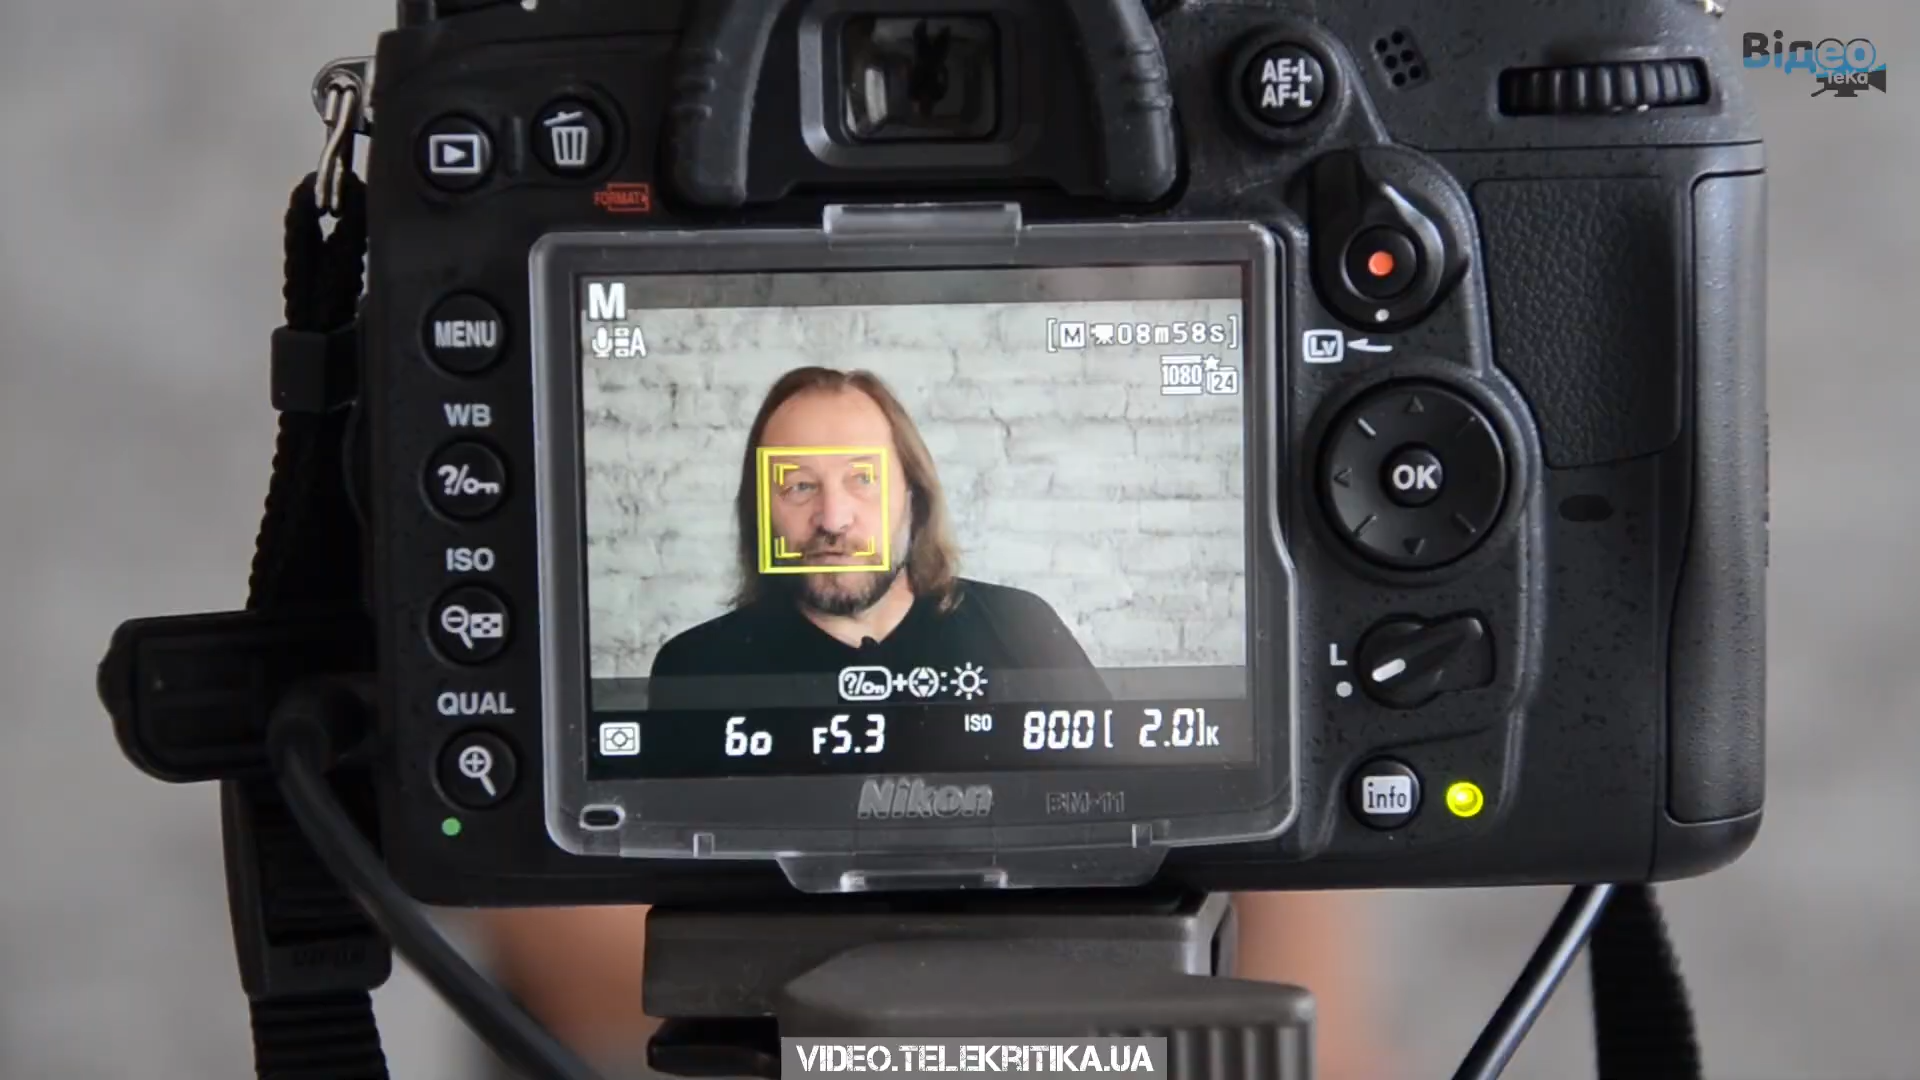 Відео
Тека
AE-L
AF-L
FORMAT
M
A
[M 08m58s]
1080 24
MENU
Lv
WB
?
OK
ISO
L
?
60 F5.3 ISO 800 [ 2.0]K
QUAL
Nikon BM-11
info
VIDEO.TELEKRITIKA.UA